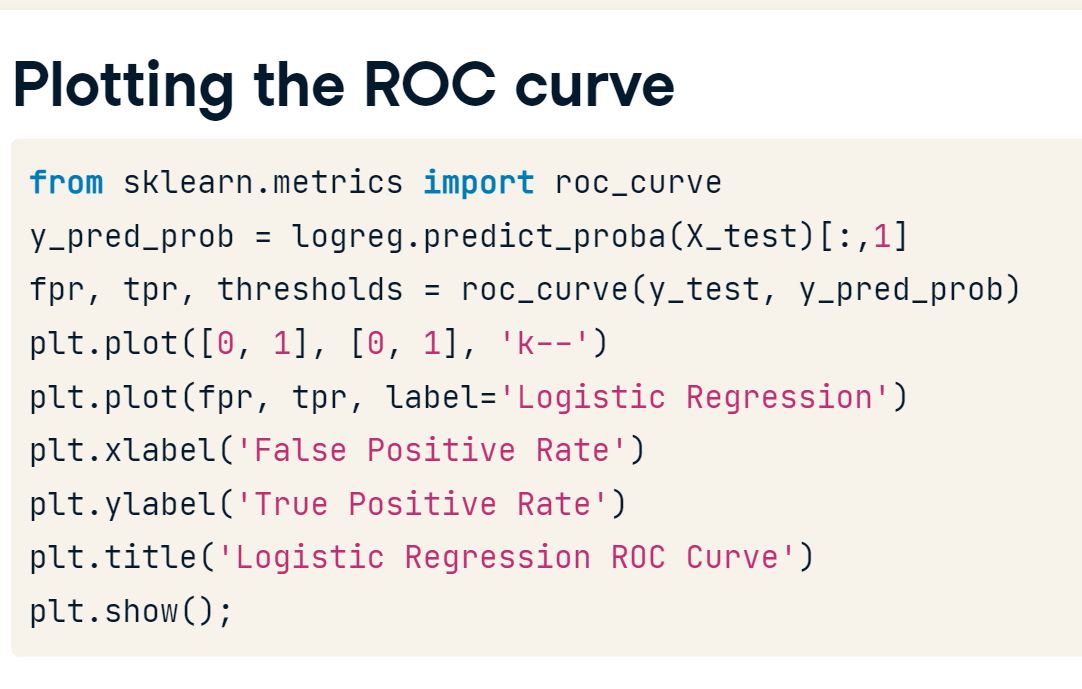 Plotting the ROC curve
from sklearn.metrics import roc_curve
y_pred_prob = logreg.predict_proba(X_test)[:,1]
fpr, tpr, thresholds = roc_curve(y_test, y_pred_prob)
plt.plot([0, 1], [0, 1], 'k--')
plt.plot(fpr, tpr, label='Logistic Regression')
plt.xlabel('False Positive Rate')
plt.ylabel('True Positive Rate')
plt.title('Logistic Regression ROC Curve')
plt.show();